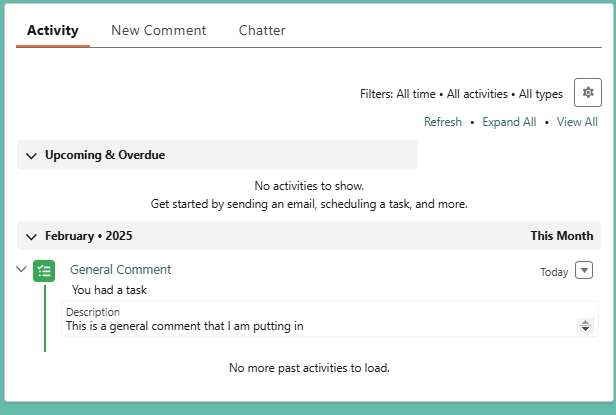 Activity New Comment Chatter
Filters: All time • All activities • All types
Refresh • Expand All • View All
Upcoming & Overdue
No activities to show.
Get started by sending an email, scheduling a task, and more.
February • 2025 This Month
General Comment Today
You had a task
Description
This is a general comment that I am putting in
No more past activities to load.